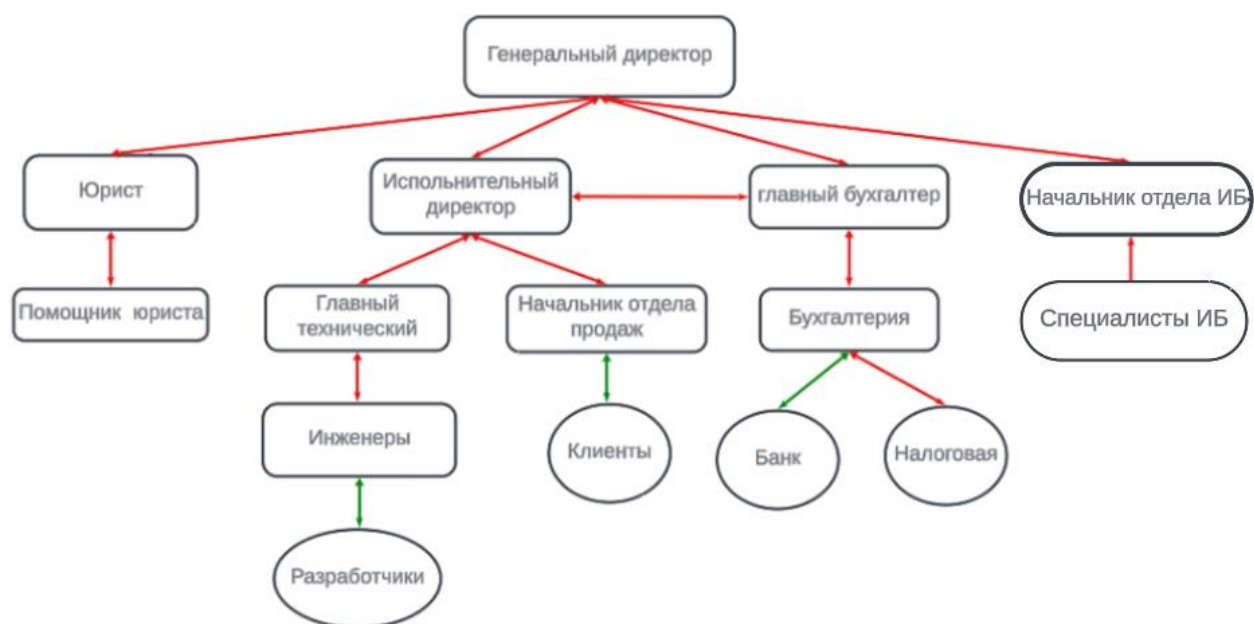 Генеральный директор
Юрист
Испольнительный
директор
главный бухгалтер
Начальник отдела ИБ
Помощник юриста
Главный
технический
Начальник отдела
продаж
Бухгалтерия
Специалисты ИБ
Инженеры
Клиенты
Банк
Налоговая
Разработчики